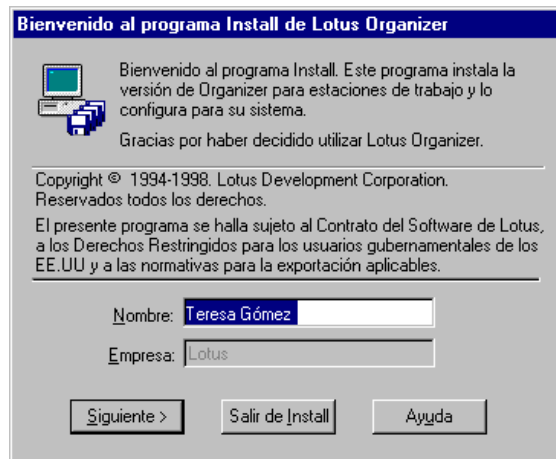 Bienvenido al programa Install de Lotus Organizer
Bienvenido al programa Install. Este programa instala la
versión de Organizer para estaciones de trabajo y lo
configura para su sistema.
Gracias por haber decidido utilizar Lotus Organizer.
Copyright © 1994-1998. Lotus Development Corporation.
Reservados todos los derechos.
El presente programa se halla sujeto al Contrato del Software de Lotus,
a los Derechos Restringidos para los usuarios gubernamentales de los
EE.UU y a las normativas para la exportación aplicables.
Nombre: Teresa Gómez
Empresa: Lotus
Siguiente > Salir de Install Ayuda